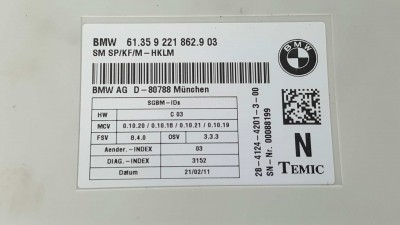 BMW 61.35 9 221 862.9 03
SM SP/KF/M-HKLM
BMW
BMW AG D-80788 München
SGBM-IDs
HW C 03
MCV 0.10.20 / 0.10.18 / 0.10.21 / 0.10.19
FSV 8.4.0 OSV 3.3.3
Aender.-INDEX 03
DIAG.-INDEX 3152
Datum 21/02/11
28-4124-4201-3-00
SN-Nr. 00088199
N
TEMIC